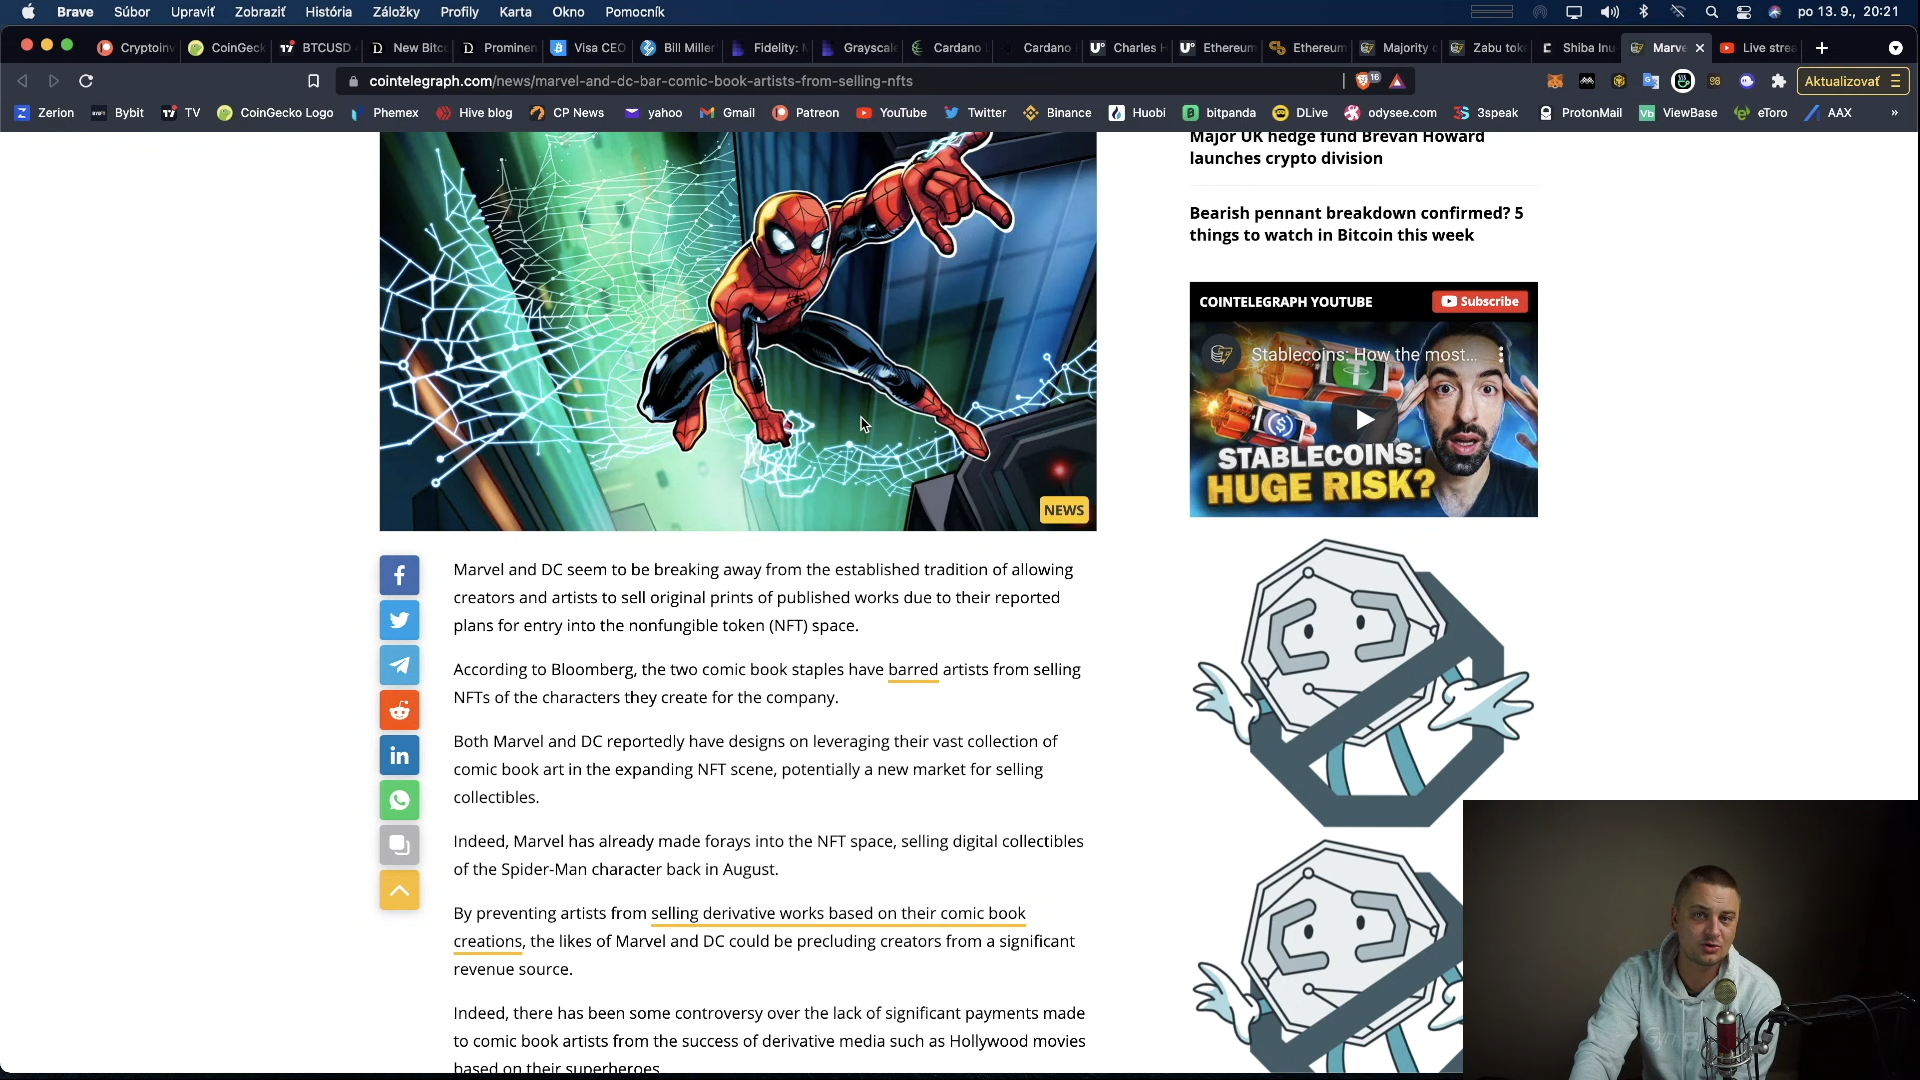 Brave Súbor Upraviť Zobraziť História Záložky Profily Karta Okno Pomocník po 13. 9., 20:21
Cryptoinv CoinGeck BTCUSD New Bitc Prominen Visa CEO Bill Miller Fidelity: M Grayscale Cardano Cardano Charles H Ethereum Ethereum Majority Zabu tok Shiba Inu Marve Live strea
cointelegraph.com/news/marvel-and-dc-bar-comic-book-artists-from-selling-nfts 16 Aktualizovať
Zerion Bybit TV CoinGecko Logo Phemex Hive blog CP News yahoo Gmail Patreon YouTube Twitter Binance Huobi bitpanda DLive odysee.com 3speak ProtonMail ViewBase eToro AAX »
Major UK hedge fund Brevan Howard
launches crypto division
Bearish pennant breakdown confirmed? 5
things to watch in Bitcoin this week
COINTELEGRAPH YOUTUBE Subscribe
Stablecoins: How the most...
STABLECOINS:
HUGE RISK?
NEWS
Marvel and DC seem to be breaking away from the established tradition of allowing
creators and artists to sell original prints of published works due to their reported
plans for entry into the nonfungible token (NFT) space.
According to Bloomberg, the two comic book staples have barred artists from selling
NFTs of the characters they create for the company.
Both Marvel and DC reportedly have designs on leveraging their vast collection of
comic book art in the expanding NFT scene, potentially a new market for selling
collectibles.
Indeed, Marvel has already made forays into the NFT space, selling digital collectibles
of the Spider-Man character back in August.
By preventing artists from selling derivative works based on their comic book
creations, the likes of Marvel and DC could be precluding creators from a significant
revenue source.
Indeed, there has been some controversy over the lack of significant payments made
to comic book artists from the success of derivative media such as Hollywood movies
based on their superheroes